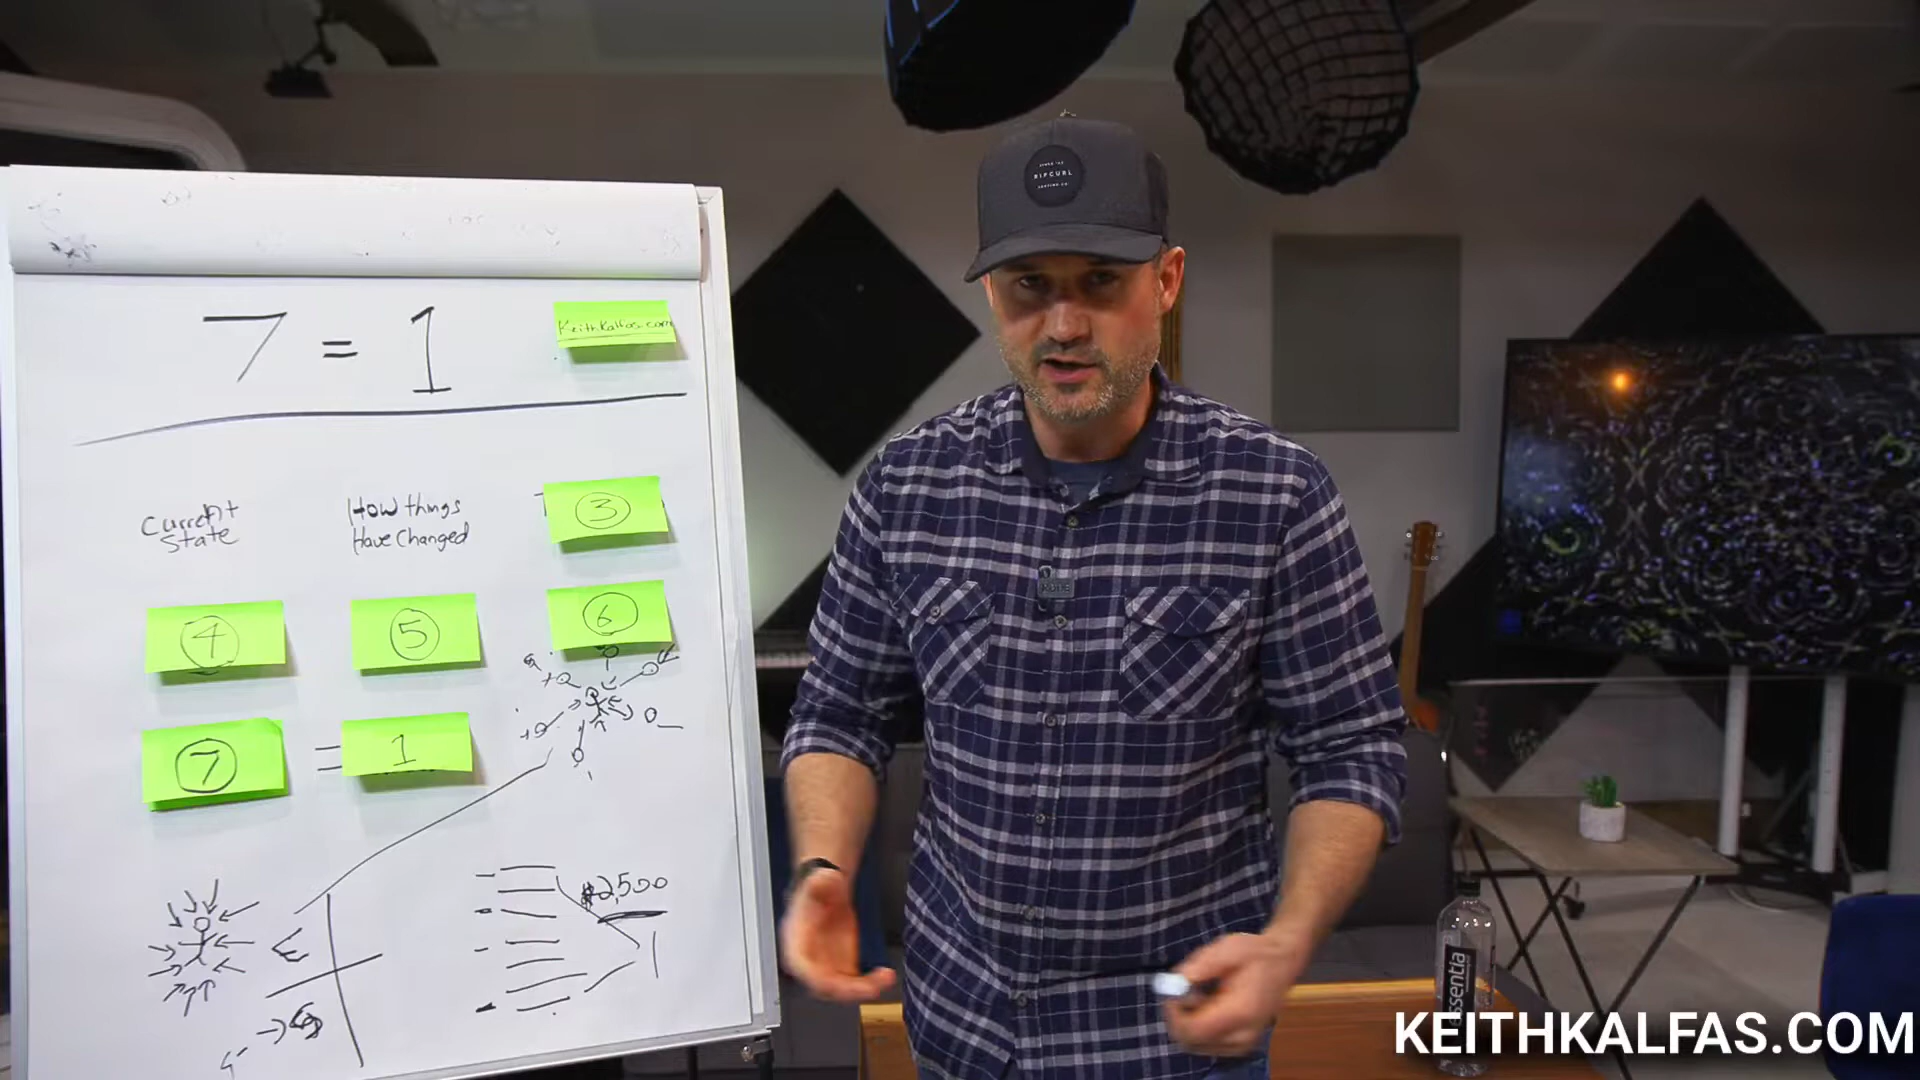 7 = 1
KeithKalfas.com
Current
State
How things
Have Changed
3
4
5
6
7 = 1
$2,500
1
RIPCURL
essentia
KEITHKALFAS.COM